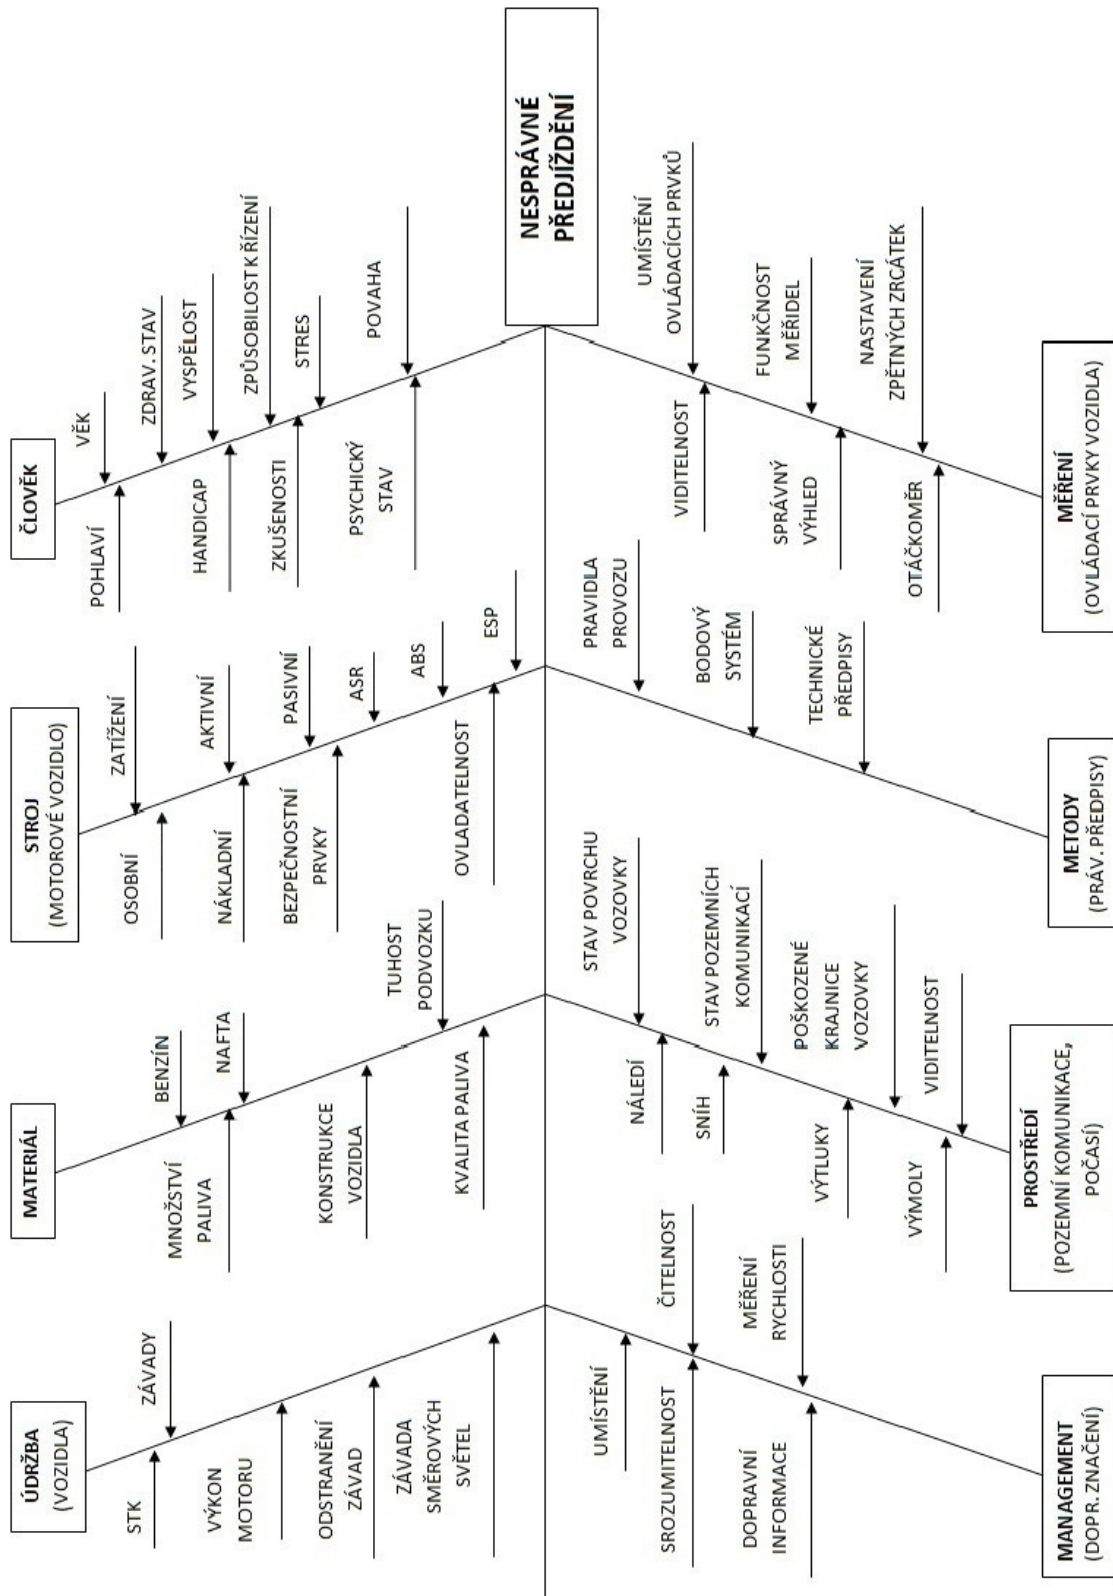 ÚDRŽBA
(VOZIDLA)
STK
ZÁVADY
VÝKON
MOTORU
ODSTRANĚNÍ
ZÁVAD
ZÁVADA
SMĚROVÝCH
SVĚTEL
MATERIÁL
BENZÍN
MNOŽSTVÍ
PALIVA
NAFTA
KONSTRUKCE
VOZIDLA
TUHOST
PODVOZKU
KVALITA PALIVA
STROJ
(MOTOROVÉ VOZIDLO)
ZATÍŽENÍ
OSOBNÍ
AKTIVNÍ
NÁKLADNÍ
PASIVNÍ
BEZPEČNOSTNÍ
PRVKY
ASR
ABS
OVLADATELNOST
ESP
ČLOVĚK
VĚK
POHLAVÍ
ZDRAV. STAV
VYSPĚLOST
HANDICAP
ZPŮSOBILOST K ŘÍZENÍ
ZKUŠENOSTI
STRES
PSYCHICKÝ
STAV
POVAHA
NESPRÁVNÉ
PŘEDJÍŽDĚNÍ
UMÍSTĚNÍ
SROZUMITELNOST
ČITELNOST
DOPRAVNÍ
INFORMACE
MĚŘENÍ
RYCHLOSTI
MANAGEMENT
(DOPR. ZNAČENÍ)
STAV POVRCHU
VOZOVKY
NÁLEDÍ
SNÍH
STAV POZEMNÍCH
KOMUNIKACÍ
VÝTLUKY
POŠKOZENÉ
KRAJNICE
VOZOVKY
VÝMOLY
VIDITELNOST
PROSTŘEDÍ
(POZEMNÍ KOMUNIKACE,
POČASÍ)
PRAVIDLA
PROVOZU
BODOVÝ
SYSTÉM
TECHNICKÉ
PŘEDPISY
METODY
(PRÁV. PŘEDPISY)
UMÍSTĚNÍ
OVLÁDACÍCH PRVKŮ
VIDITELNOST
FUNKČNOST
MĚŘIDEL
SPRÁVNÝ
VÝHLED
NASTAVENÍ
ZPĚTNÝCH ZRCÁTEK
OTÁČKOMĚR
MĚŘENÍ
(OVLÁDACÍ PRVKY VOZIDLA)